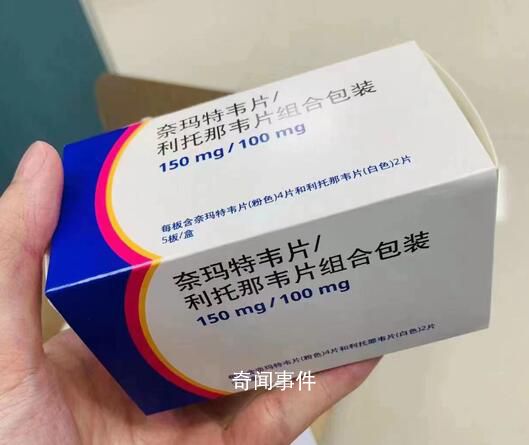 奈玛特韦片/
利托那韦片组合包装
150 mg / 100 mg
每板含奈玛特韦片(粉色)4片和利托那韦片(白色)2片
5板/盒
奈玛特韦片/
利托那韦片组合包装
150 mg / 100 mg
韦片(粉色)4片和利托那韦片(白色)2片
奇闻事件